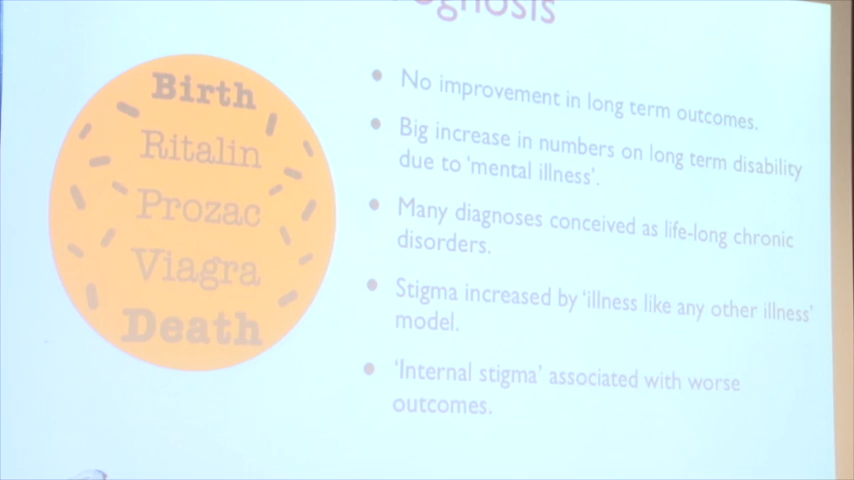 Birth
Ritalin
Prozac
Viagra
Death
• No improvement in long term outcomes.
• Big increase in numbers on long term disability
due to ‘mental illness’.
• Many diagnoses conceived as life-long chronic
disorders.
• Stigma increased by ‘illness like any other illness’
model.
• ‘Internal stigma’ associated with worse
outcomes.